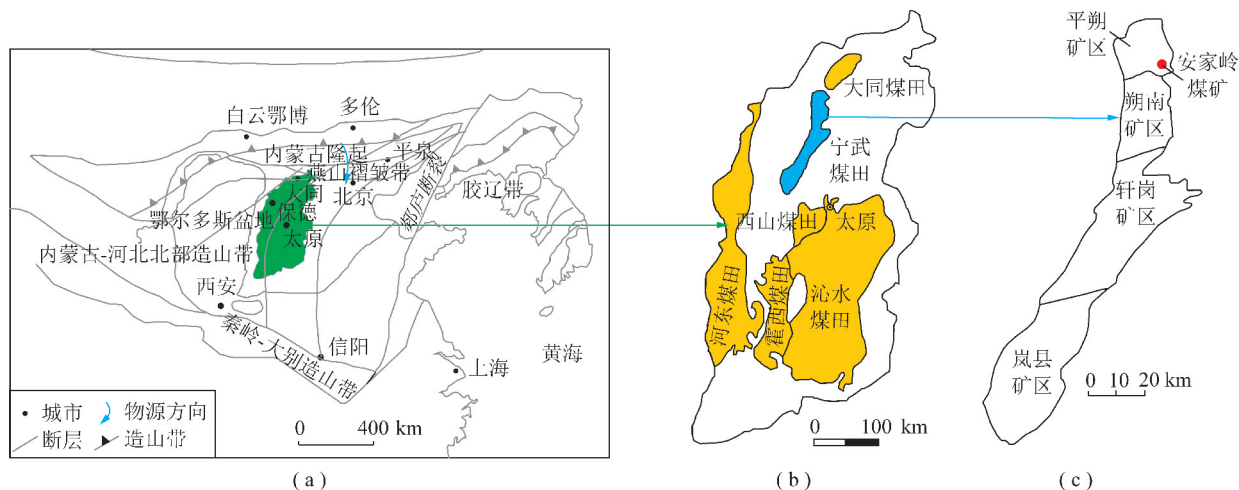 白云鄂博
多伦
内蒙古隆起
平泉
燕山褶皱带
大同
北京
保德
鄂尔多斯盆地
太原
内蒙古-河北北部造山带
郯庐断裂
胶辽带
西安
秦岭-大别造山带
信阳
上海
黄海
城市
物源方向
断层
造山带
0 400 km
(a)
大同煤田
宁武
煤田
西山煤田
太原
河东煤田
霍西煤田
沁水
煤田
0 100 km
(b)
平朔
矿区
安家岭
煤矿
朔南
矿区
轩岗
矿区
岚县
矿区
0 10 20 km
(c)